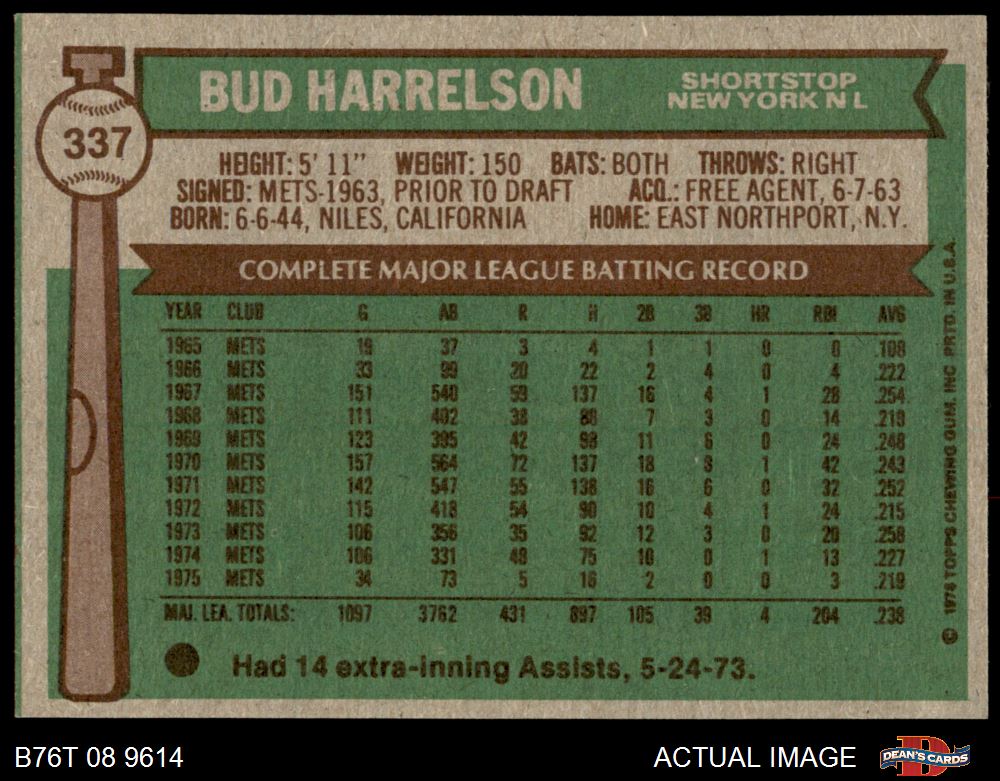 BUD HARRELSON
SHORTSTOP
NEW YORK N L
337
HEIGHT: 5' 11" WEIGHT: 150 BATS: BOTH THROWS: RIGHT
SIGNED: METS-1963, PRIOR TO DRAFT ACQ.: FREE AGENT, 6-7-63
BORN: 6-6-44, NILES, CALIFORNIA HOME: EAST NORTHPORT, N.Y.
COMPLETE MAJOR LEAGUE BATTING RECORD
YEAR CLUB G AB R H 2B 3B HR RBI AVG
1965 METS 19 37 3 4 1 1 0 0 .108
1966 METS 33 99 20 22 2 4 0 4 .222
1967 METS 151 540 59 137 16 4 1 28 .254
1968 METS 111 402 38 88 7 3 0 14 .219
1969 METS 123 395 42 98 11 6 0 24 .248
1970 METS 157 564 72 137 18 8 1 42 .243
1971 METS 142 547 55 138 16 6 0 32 .252
1972 METS 115 418 54 90 10 4 1 24 .215
1973 METS 106 356 35 92 12 3 0 20 .258
1974 METS 106 331 48 75 10 0 1 13 .227
1975 METS 34 73 5 16 2 0 0 3 .219
MAJ. LEA. TOTALS: 1097 3762 431 897 105 39 4 204 .238
Had 14 extra-inning Assists, 5-24-73.
© 1976 TOPPS CHEWING GUM, INC PRTD. IN U.S.A.
B76T 08 9614
ACTUAL IMAGE
DEAN'S CARDS